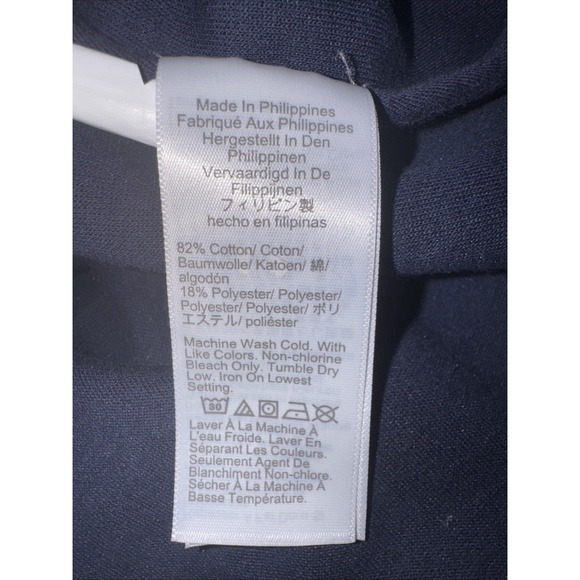 Made In Philippines
Fabriqué Aux Philippines
Hergestellt In Den
Philippinen
Vervaardigd In De
Filippijnen
フィリピン製
hecho en filipinas
82% Cotton/ Coton/
Baumwolle/ Katoen/ 綿/
algodón
18% Polyester/ Polyester/
Polyester/ Polyester/ ポリ
エステル/ poliéster
Machine Wash Cold. With
Like Colors. Non-chlorine
Bleach Only. Tumble Dry
Low. Iron On Lowest
Setting.
30
Laver À La Machine À
L'eau Froide. Laver En
Séparant Les Couleurs.
Seulement Agent De
Blanchiment Non-chlore.
Sécher À La Machine À
Basse Température.